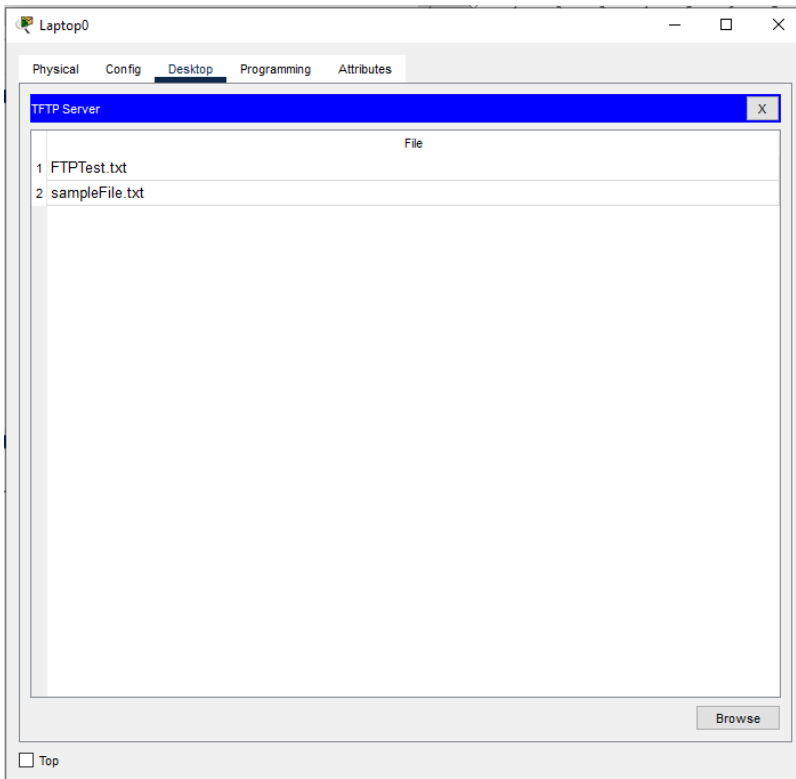 Laptop0
Physical Config Desktop Programming Attributes
TFTP Server X
File
1 FTPTest.txt
2 sampleFile.txt
Browse
Top